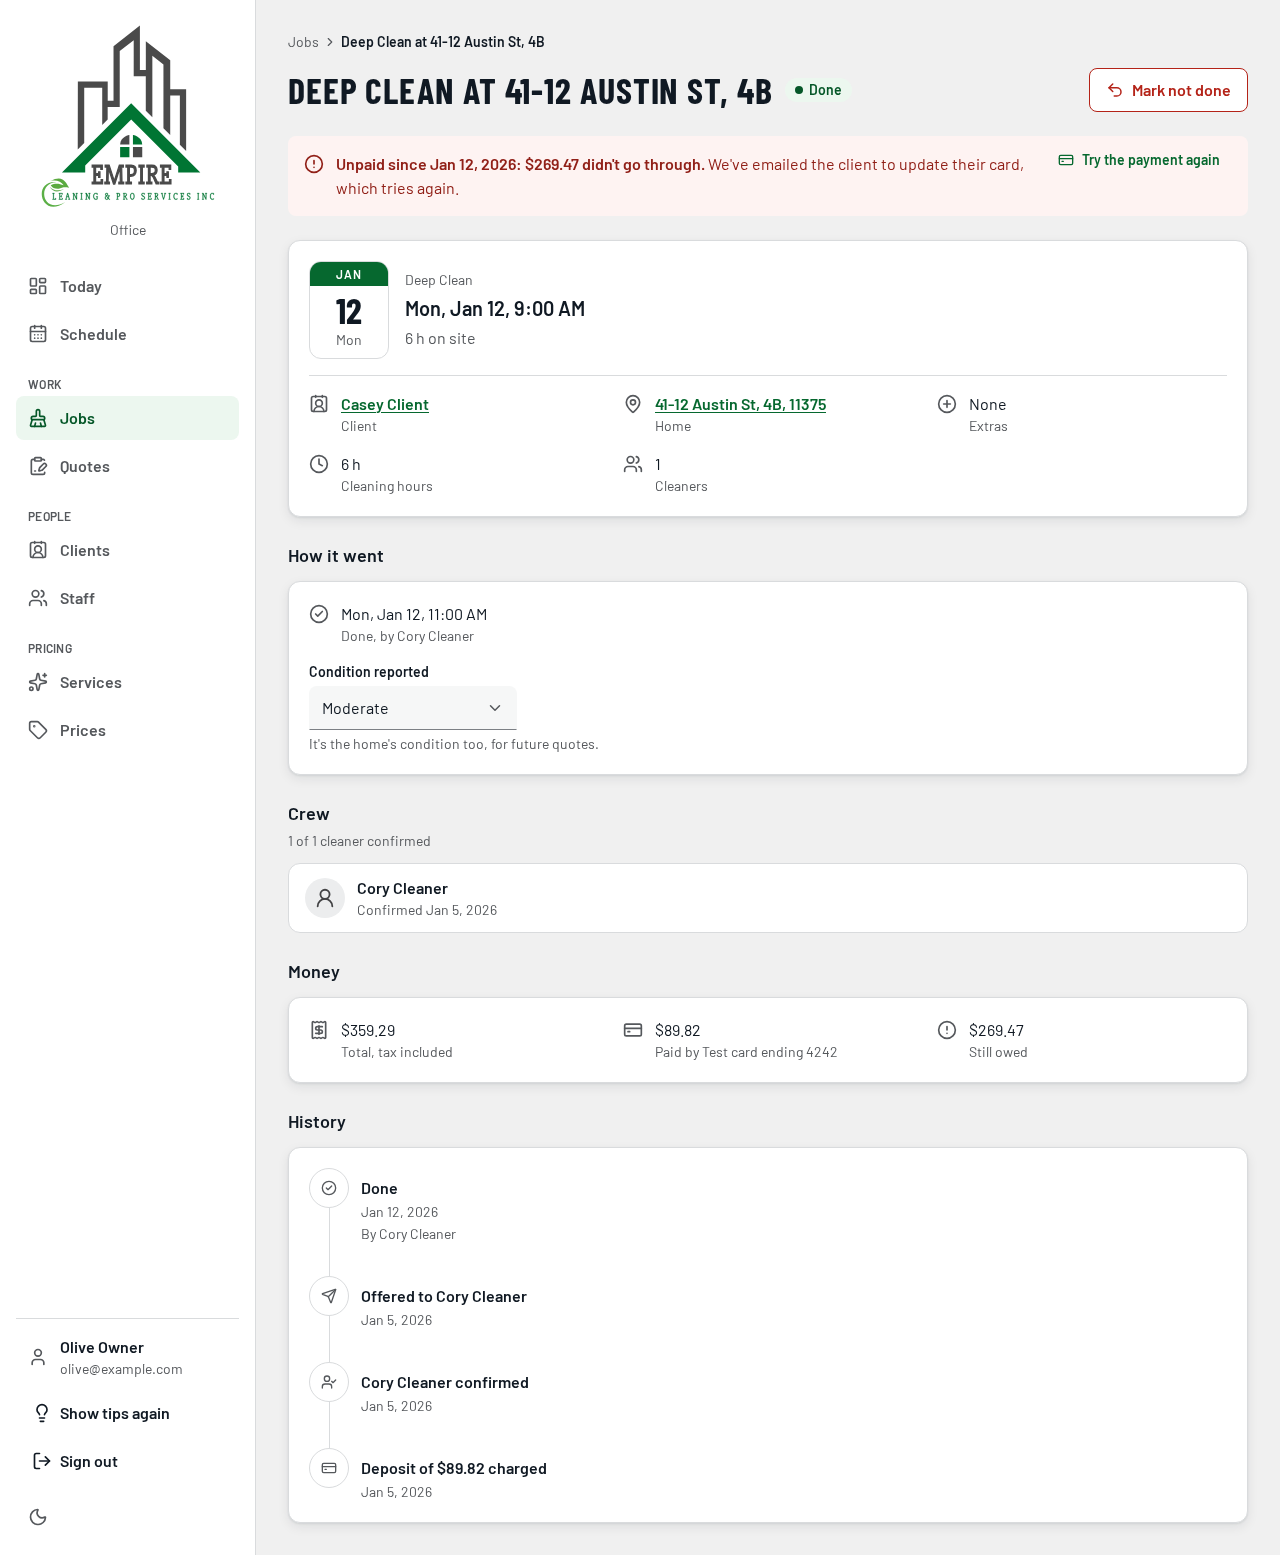 EMPIRE
LEANING & PRO SERVICES INC
Office
Today
Schedule
WORK
Jobs
Quotes
PEOPLE
Clients
Staff
PRICING
Services
Prices
Olive Owner
olive@example.com
Show tips again
Sign out
Jobs > Deep Clean at 41-12 Austin St, 4B
DEEP CLEAN AT 41-12 AUSTIN ST, 4B
Done
Mark not done
Unpaid since Jan 12, 2026: $269.47 didn't go through. We've emailed the client to update their card,
which tries again.
Try the payment again
JAN
12
Mon
Deep Clean
Mon, Jan 12, 9:00 AM
6 h on site
Casey Client
Client
41-12 Austin St, 4B, 11375
Home
None
Extras
6 h
Cleaning hours
1
Cleaners
How it went
Mon, Jan 12, 11:00 AM
Done, by Cory Cleaner
Condition reported
Moderate
It's the home's condition too, for future quotes.
Crew
1 of 1 cleaner confirmed
Cory Cleaner
Confirmed Jan 5, 2026
Money
$359.29
Total, tax included
$89.82
Paid by Test card ending 4242
$269.47
Still owed
History
Done
Jan 12, 2026
By Cory Cleaner
Offered to Cory Cleaner
Jan 5, 2026
Cory Cleaner confirmed
Jan 5, 2026
Deposit of $89.82 charged
Jan 5, 2026